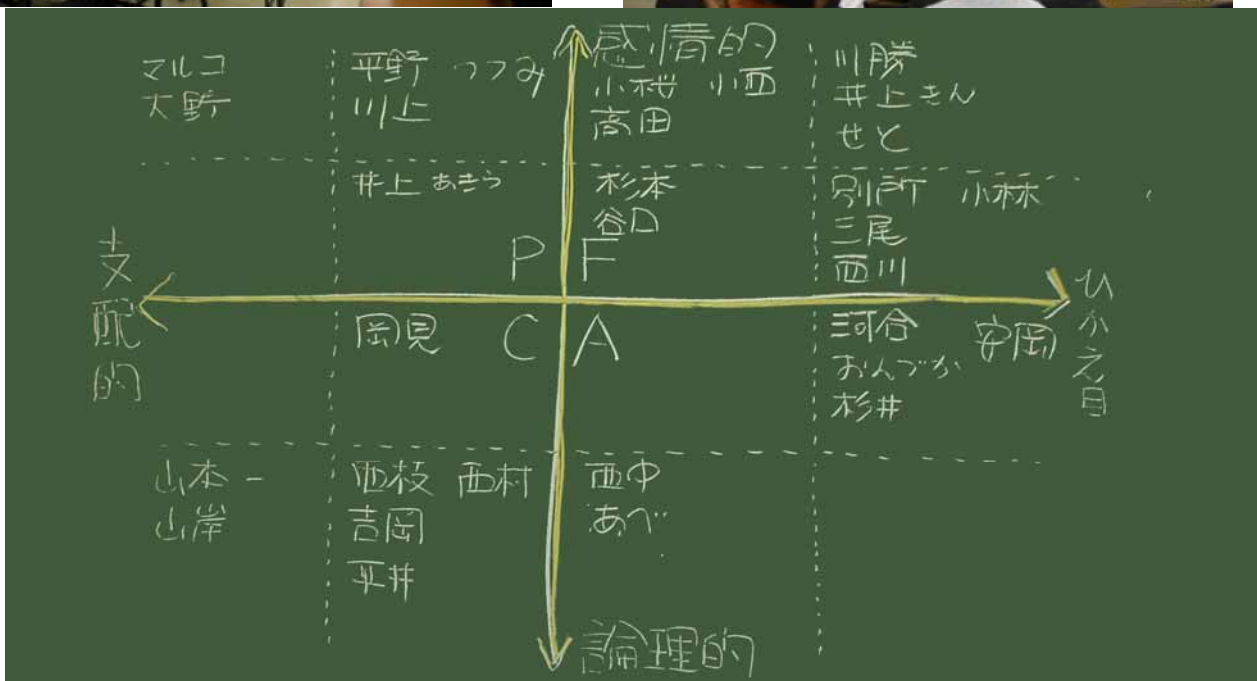 感情的
マルコ
大野
平野 つつみ
川上
小桜 小西
高田
川勝
井上きん
せと
井上あきら
杉本
谷口
別所 小林
三尾
西川
P F
支配的
ひかえ目
C A
岡見
河合 安岡
おんづか
杉井
山本一
山岸
西枝 西村
吉岡
平井
西中
あべ
論理的